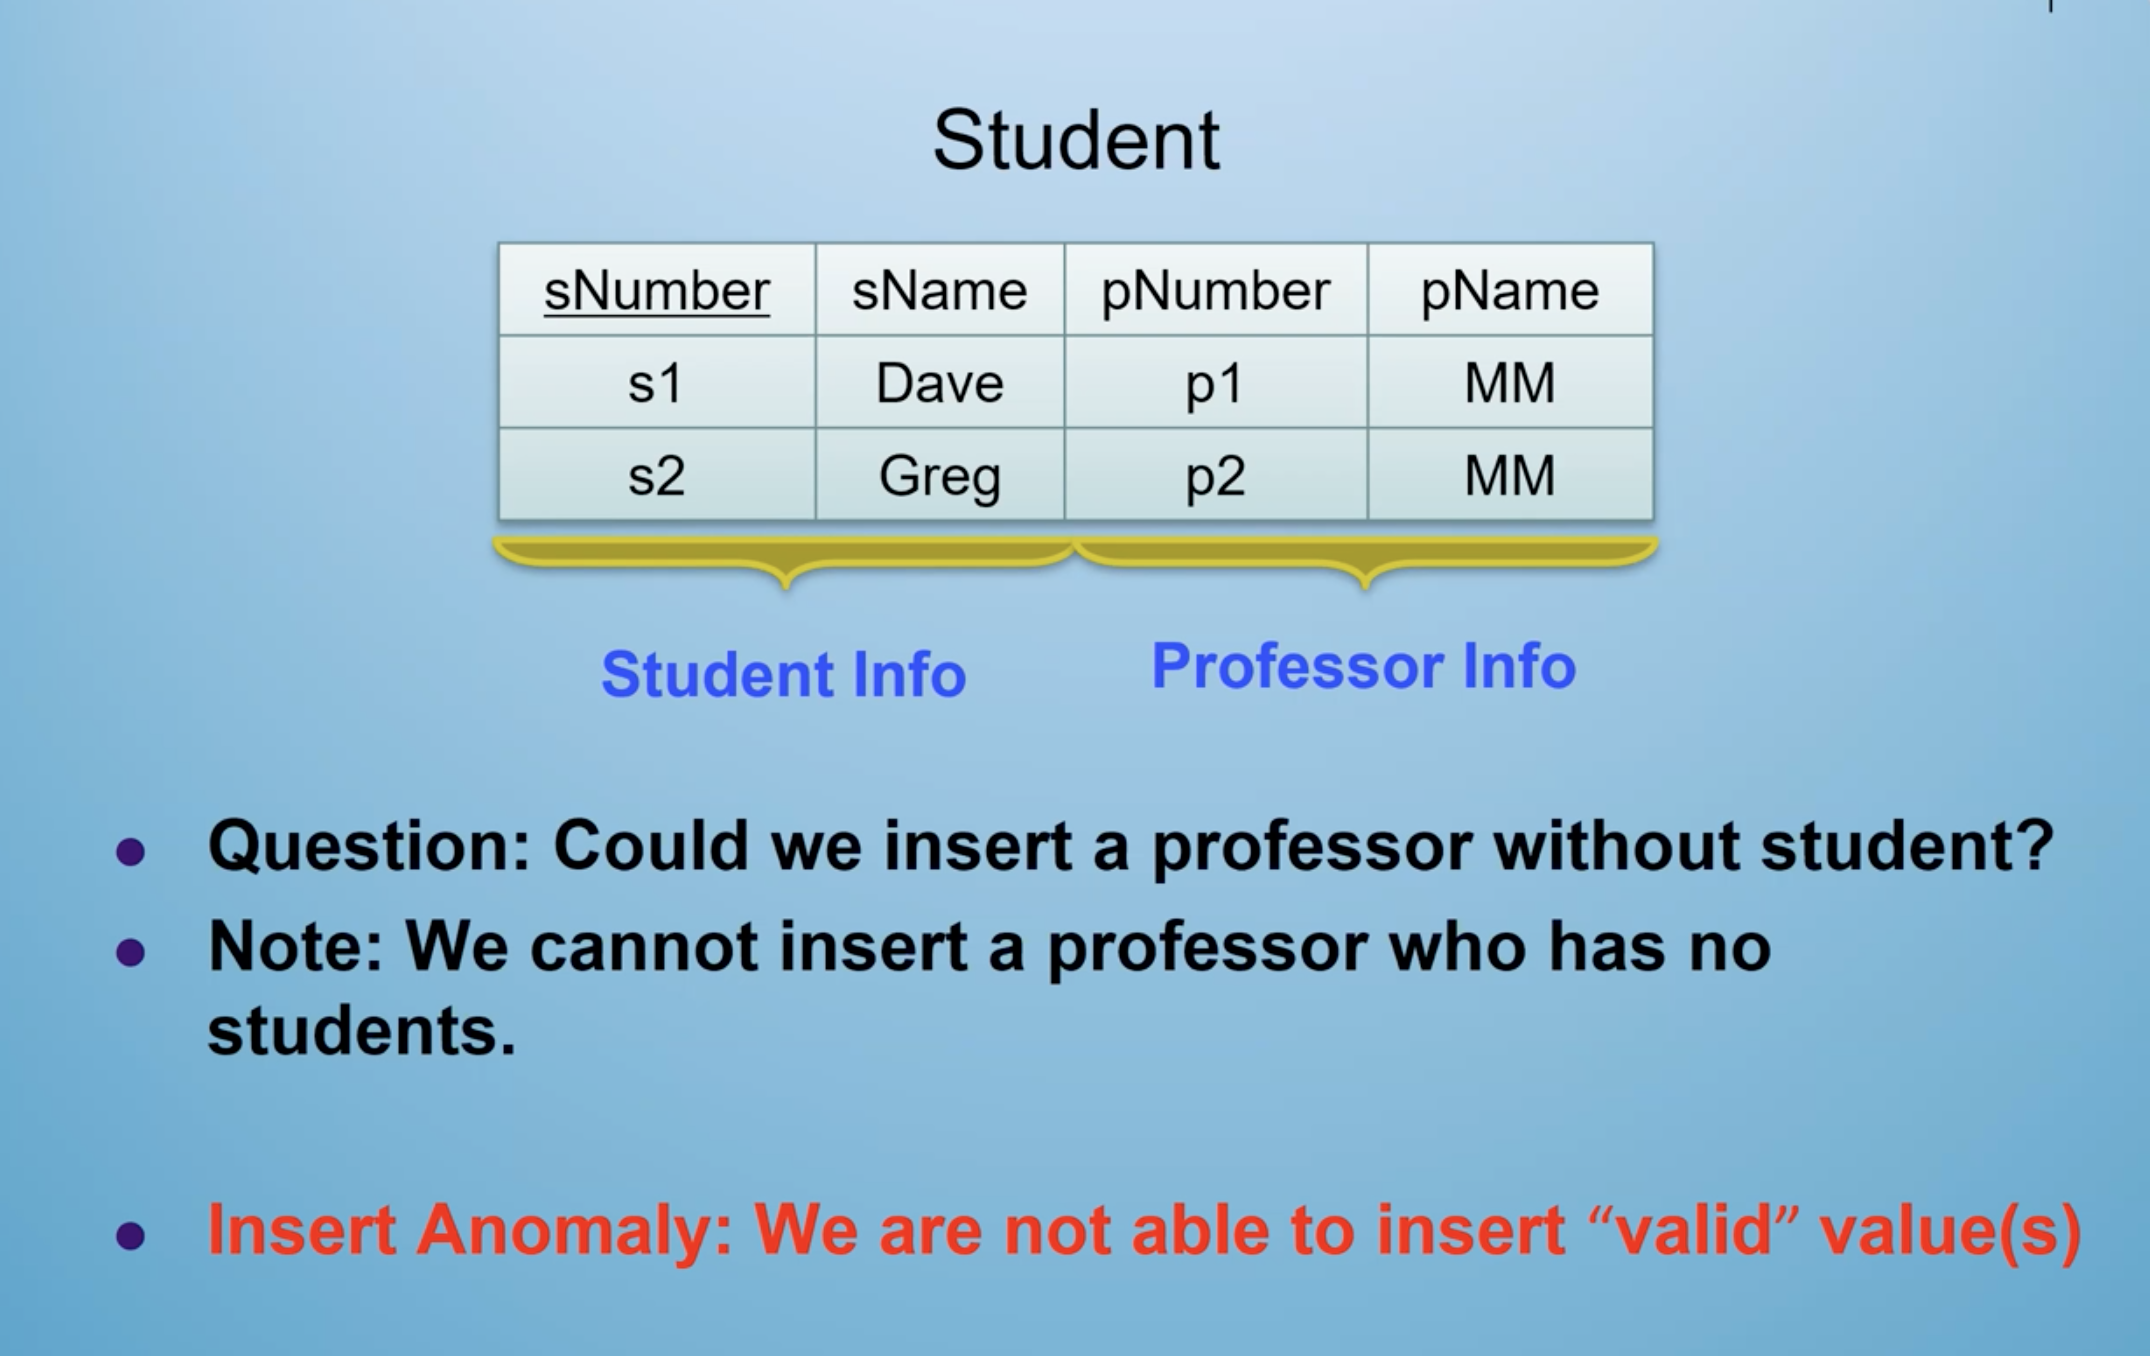 Student
sNumber sName pNumber pName
s1 Dave p1 MM
s2 Greg p2 MM
Student Info Professor Info
• Question: Could we insert a professor without student?
• Note: We cannot insert a professor who has no
students.
• Insert Anomaly: We are not able to insert “valid” value(s)